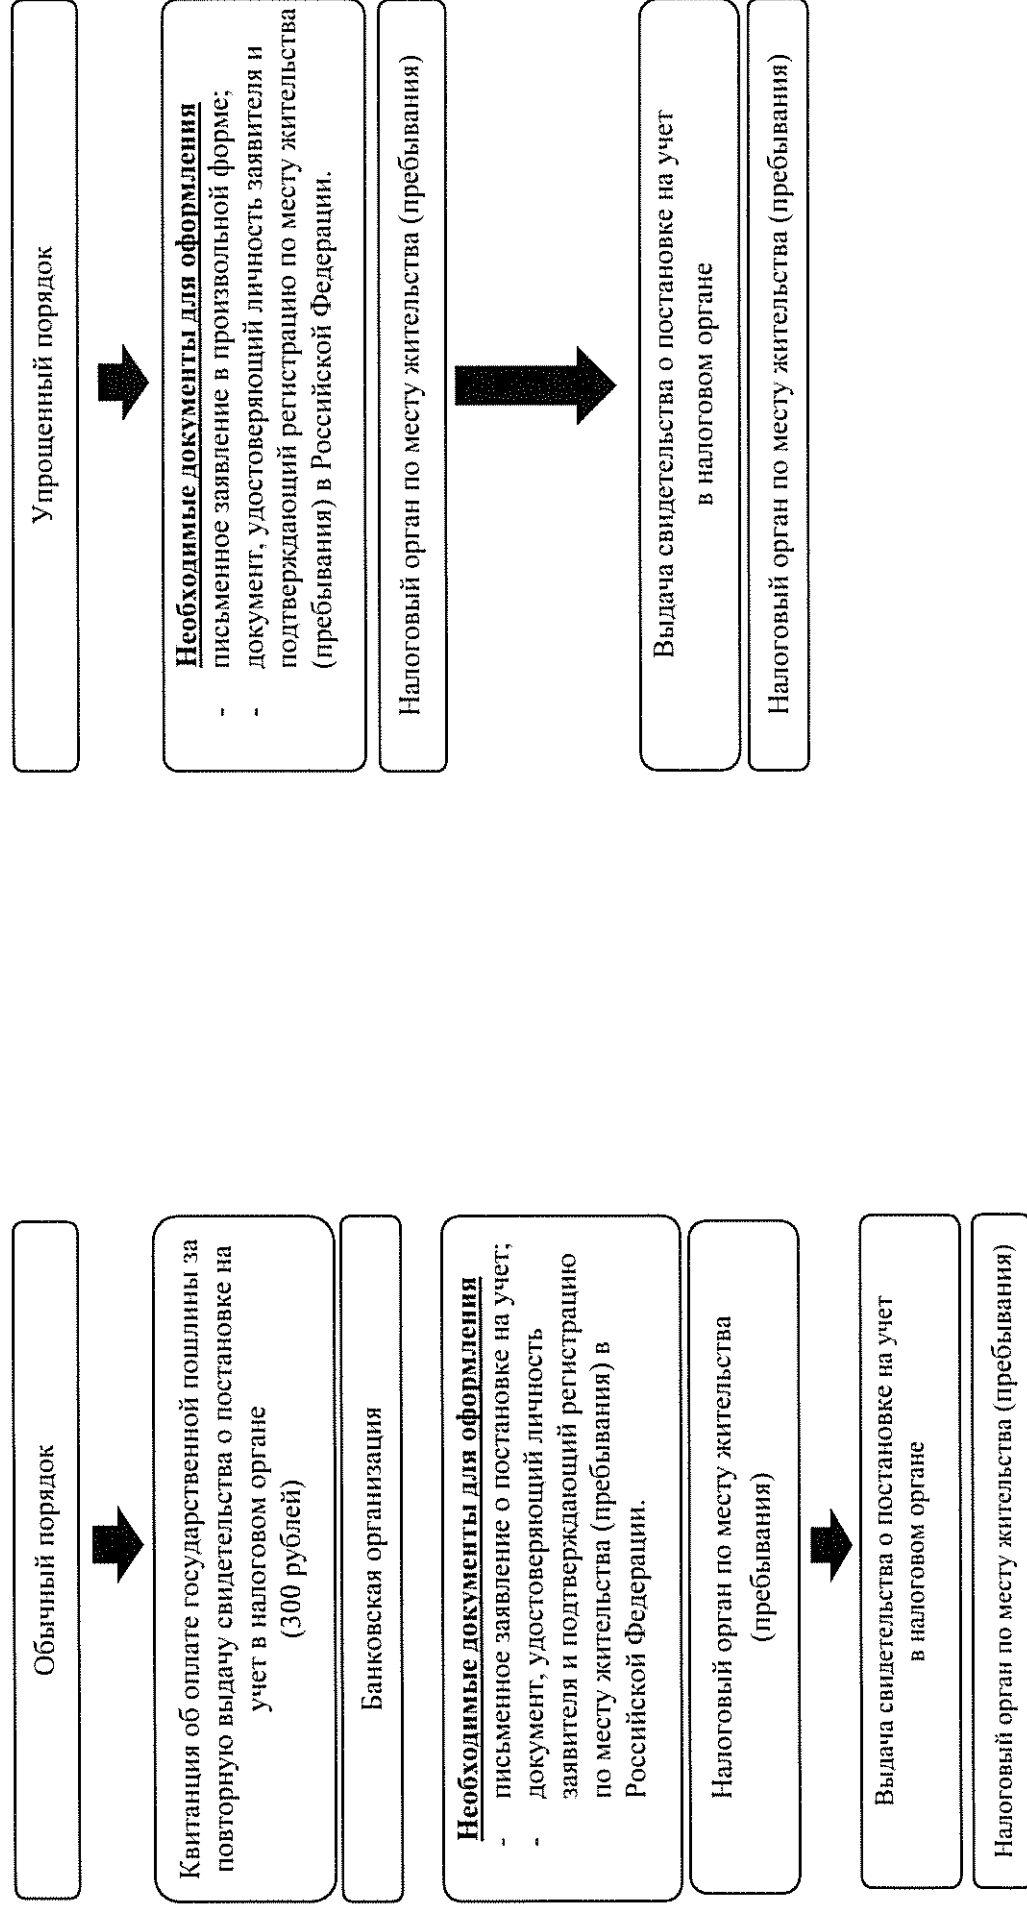 Обычный порядок
Квитанция об оплате государственной пошлины за
повторную выдачу свидетельства о постановке на
учет в налоговом органе
(300 рублей)
Банковская организация
Необходимые документы для оформления
- письменное заявление о постановке на учет;
- документ, удостоверяющий личность
заявителя и подтверждающий регистрацию
по месту жительства (пребывания) в
Российской Федерации.
Налоговый орган по месту жительства
(пребывания)
Выдача свидетельства о постановке на учет
в налоговом органе
Налоговый орган по месту жительства (пребывания)
Упрощенный порядок
Необходимые документы для оформления
- письменное заявление в произвольной форме;
- документ, удостоверяющий личность заявителя и
подтверждающий регистрацию по месту жительства
(пребывания) в Российской Федерации.
Налоговый орган по месту жительства (пребывания)
Выдача свидетельства о постановке на учет
в налоговом органе
Налоговый орган по месту жительства (пребывания)